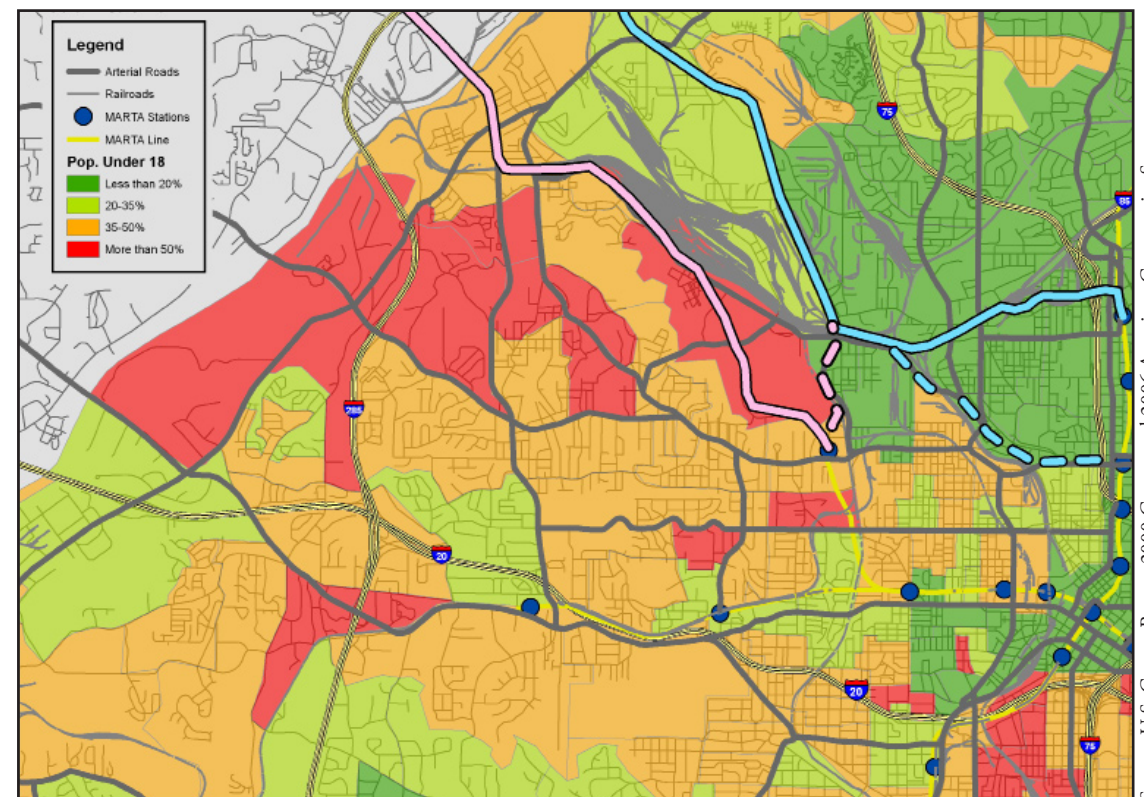 Legend
Arterial Roads
Railroads
MARTA Stations
MARTA Line
Pop. Under 18
Less than 20%
20-35%
35-50%
More than 50%
75
85
285
20
20
75